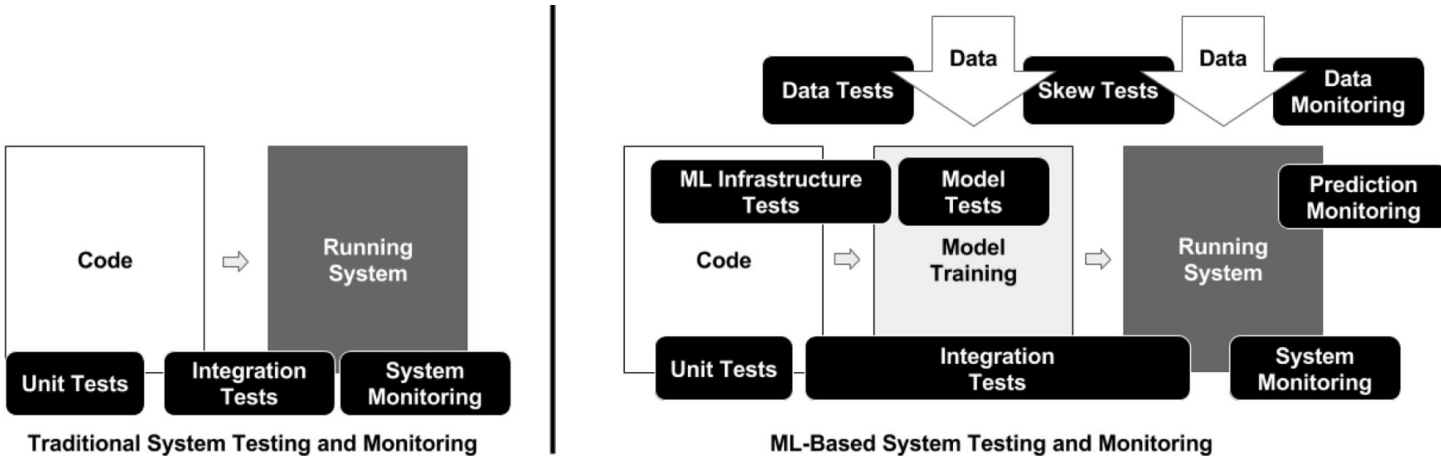 Code
Running
System
Unit Tests
Integration
Tests
System
Monitoring
Traditional System Testing and Monitoring
Data
Data
Data Tests
Skew Tests
Data
Monitoring
ML Infrastructure
Tests
Model
Tests
Prediction
Monitoring
Code
Model
Training
Running
System
Unit Tests
Integration
Tests
System
Monitoring
ML-Based System Testing and Monitoring